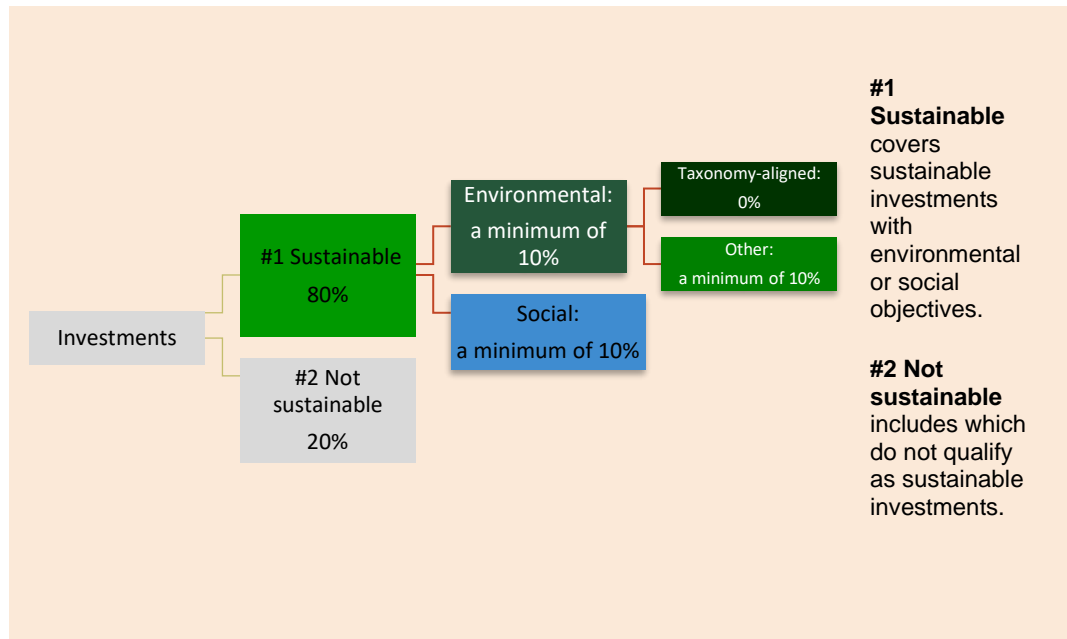 Investments
#1 Sustainable
80%
#2 Not
sustainable
20%
Environmental:
a minimum of
10%
Social:
a minimum of 10%
Taxonomy-aligned:
0%
Other:
a minimum of 10%
#1
Sustainable
covers
sustainable
investments
with
environmental
or social
objectives.
#2 Not
sustainable
includes which
do not qualify
as sustainable
investments.